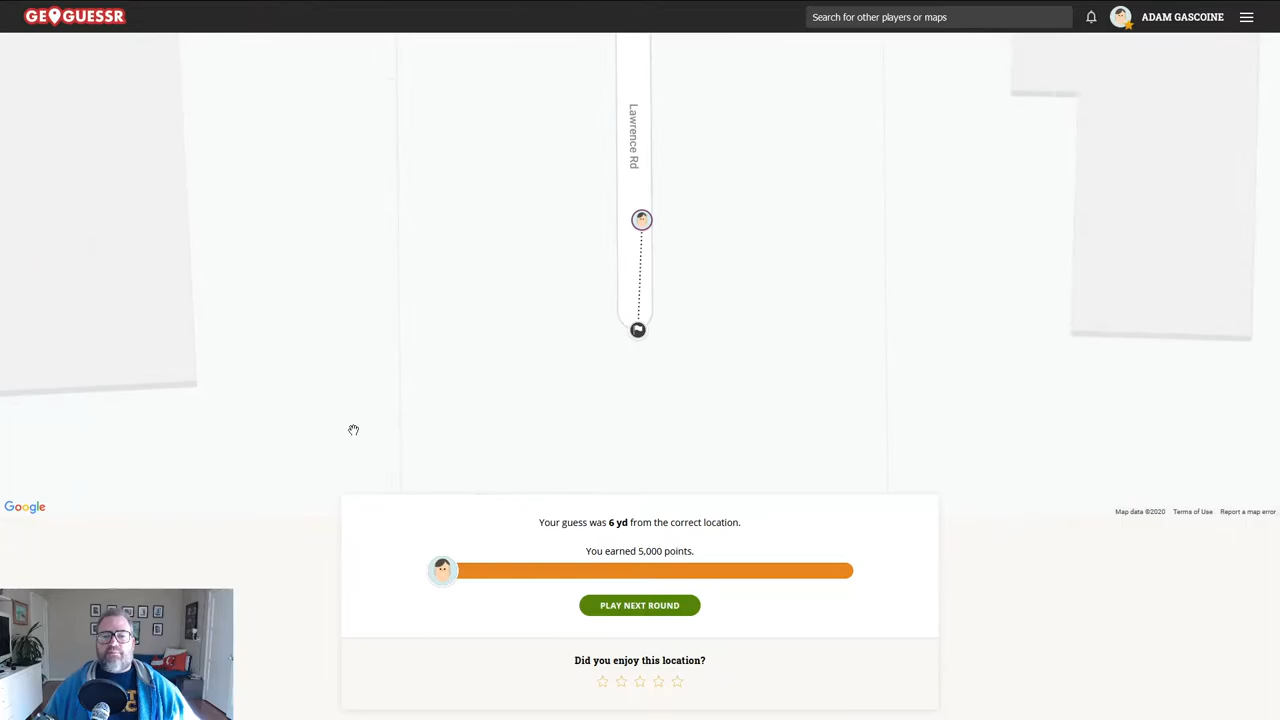 GEOGUESSR
Search for other players or maps
ADAM GASCOINE
Lawrence Rd
Google
Map data ©2020 Terms of Use Report a map error
Your guess was 6 yd from the correct location.
You earned 5,000 points.
PLAY NEXT ROUND
Did you enjoy this location?